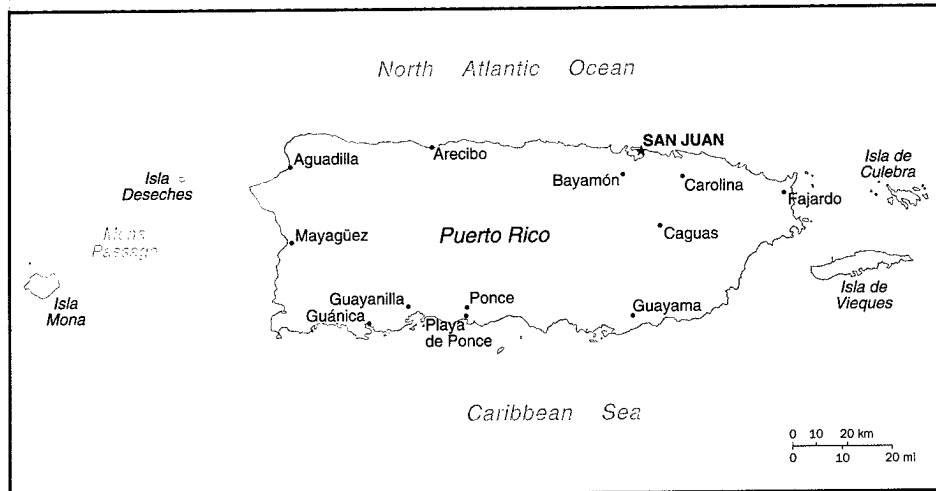 North Atlantic Ocean
SAN JUAN
Arecibo
Aguadilla
Isla de
Culebra
Isla
Deseches
Bayamón
Carolina
Fajardo
Mona
Passage
Mayagüez
Puerto Rico
Caguas
Isla de
Vieques
Isla
Mona
Guayanilla
Ponce
Guayama
Guánica
Playa
de Ponce
Caribbean Sea
0 10 20 km
0 10 20 mi